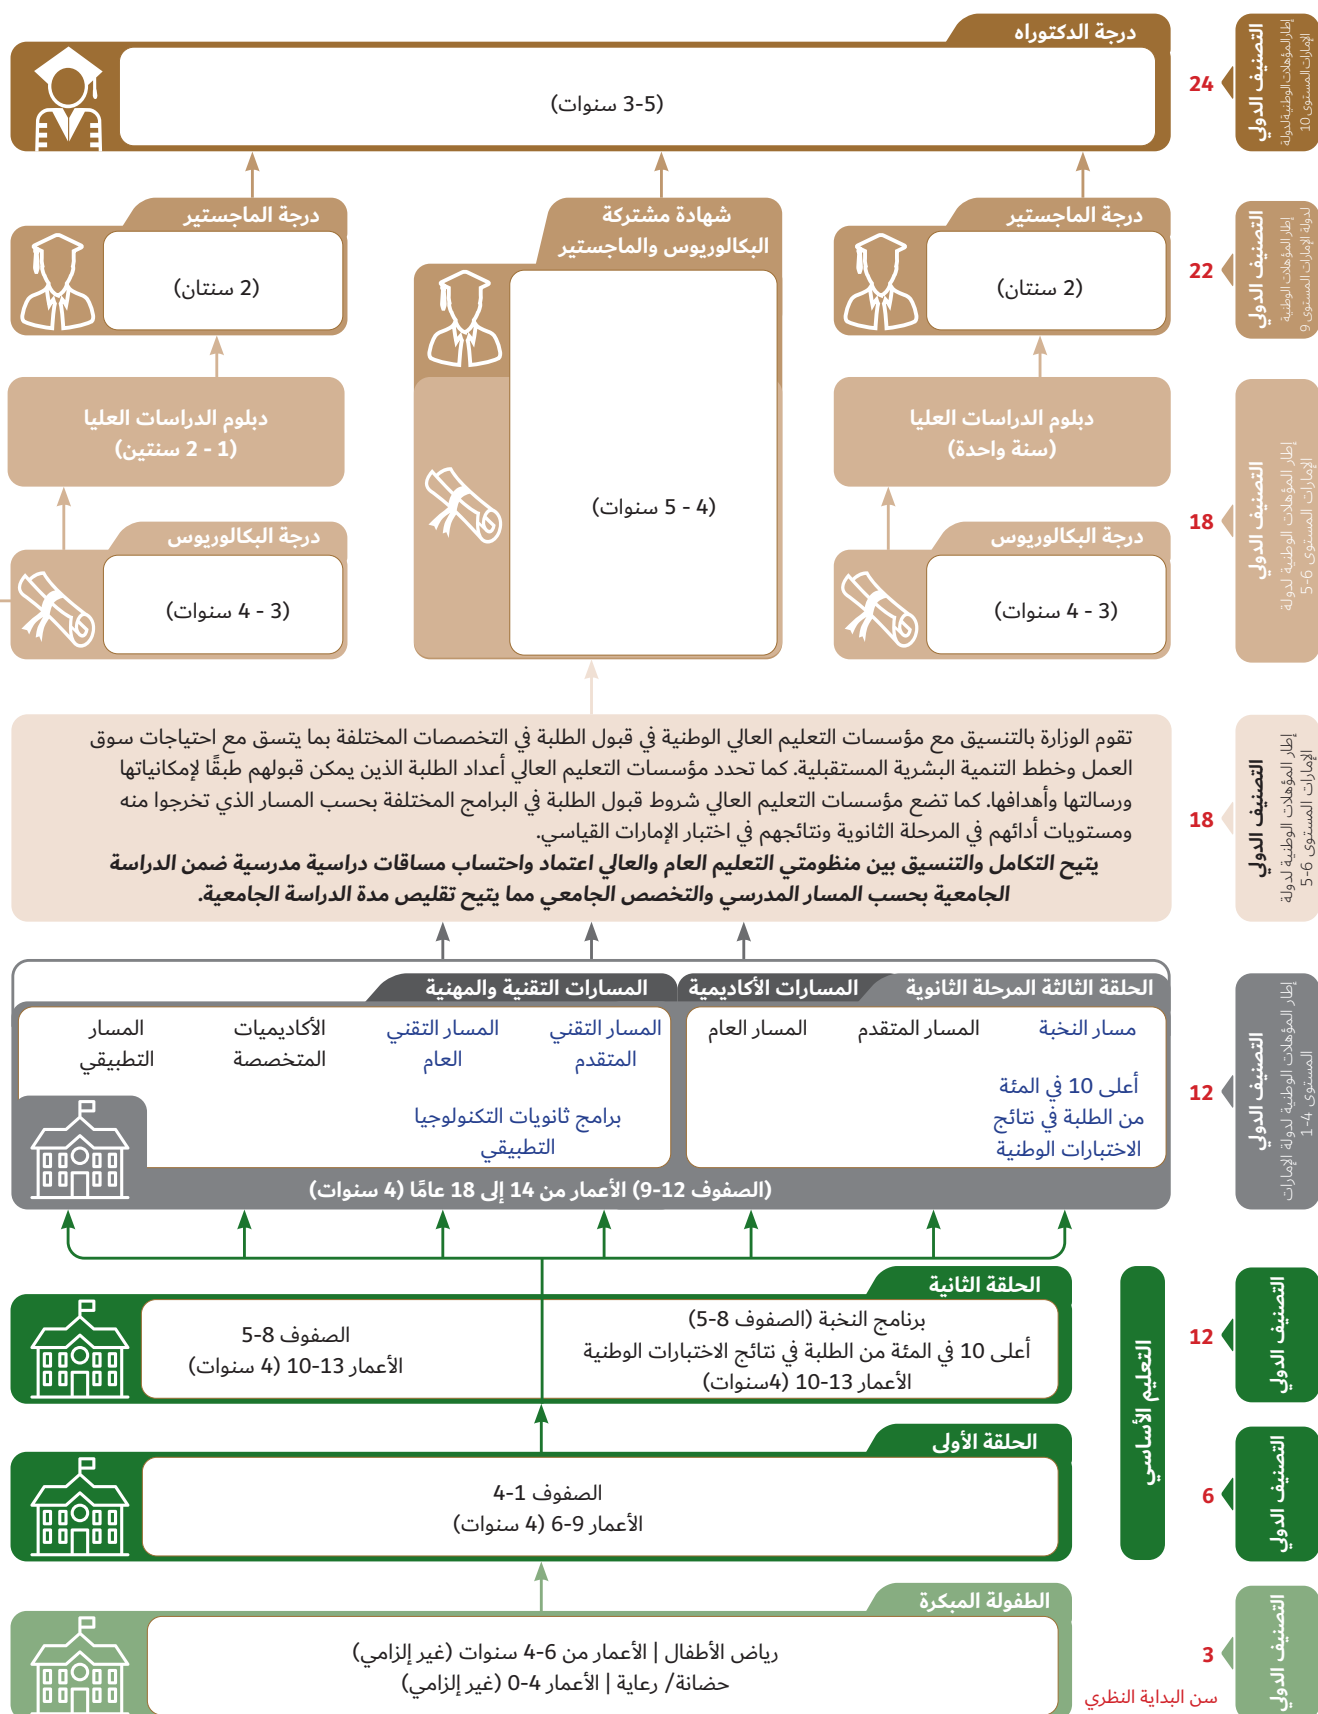 درجة الدكتوراه
(3-5 سنوات)
24
التصنيف الدولي
إطار المؤهلات الوطنية لدولة
الإمارات المستوى 10
درجة الماجستير
(2 سنتان)
شهادة مشتركة
البكالوريوس والماجستير
(4 - 5 سنوات)
درجة الماجستير
(2 سنتان)
22
التصنيف الدولي
إطار المؤهلات الوطنية
لدولة الإمارات المستوى 9
دبلوم الدراسات العليا
(سنة واحدة)
دبلوم الدراسات العليا
(1 - 2 سنتين)
درجة البكالوريوس
(3 - 4 سنوات)
درجة البكالوريوس
(3 - 4 سنوات)
18
التصنيف الدولي
إطار المؤهلات الوطنية لدولة
الإمارات المستوى 6-5
تقوم الوزارة بالتنسيق مع مؤسسات التعليم العالي الوطنية في قبول الطلبة في التخصصات المختلفة بما يتسق مع احتياجات سوق
العمل وخطط التنمية البشرية المستقبلية. كما تحدد مؤسسات التعليم العالي أعداد الطلبة الذين يمكن قبولهم طبقًا لإمكانياتها
ورسالتها وأهدافها. كما تضع مؤسسات التعليم العالي شروط قبول الطلبة في البرامج المختلفة بحسب المسار الذي تخرجوا منه
ومستويات أدائهم في المرحلة الثانوية ونتائجهم في اختبار الإمارات القياسي.
يتيح التكامل والتنسيق بين منظومتي التعليم العام والعالي اعتماد واحتساب مساقات دراسية مدرسية ضمن الدراسة
الجامعية بحسب المسار المدرسي والتخصص الجامعي مما يتيح تقليص مدة الدراسة الجامعية.
18
التصنيف الدولي
إطار المؤهلات الوطنية لدولة
الإمارات المستوى 6-5
الحلقة الثالثة المرحلة الثانوية
المسارات الأكاديمية
المسارات التقنية والمهنية
مسار النخبة
أعلى 10 في المئة
من الطلبة في نتائج
الاختبارات الوطنية
المسار المتقدم
المسار العام
المسار التقني
المتقدم
المسار التقني
العام
برامج ثانويات التكنولوجيا
التطبيقي
الأكاديميات
المتخصصة
المسار
التطبيقي
(الصفوف 12-9) الأعمار من 14 إلى 18 عامًا (4 سنوات)
12
التصنيف الدولي
إطار المؤهلات الوطنية لدولة الإمارات
المستوى 4-1
الحلقة الثانية
برنامج النخبة (الصفوف 8-5)
أعلى 10 في المئة من الطلبة في نتائج الاختبارات الوطنية
الأعمار 13-10 (4سنوات)
الصفوف 8-5
الأعمار 13-10 (4 سنوات)
12
التصنيف الدولي
التعليم الأساسي
الحلقة الأولى
الصفوف 1-4
الأعمار 9-6 (4 سنوات)
6
التصنيف الدولي
الطفولة المبكرة
رياض الأطفال | الأعمار من 6-4 سنوات (غير إلزامي)
حضانة/ رعاية | الأعمار 4-0 (غير إلزامي)
3
سن البداية النظري
التصنيف الدولي